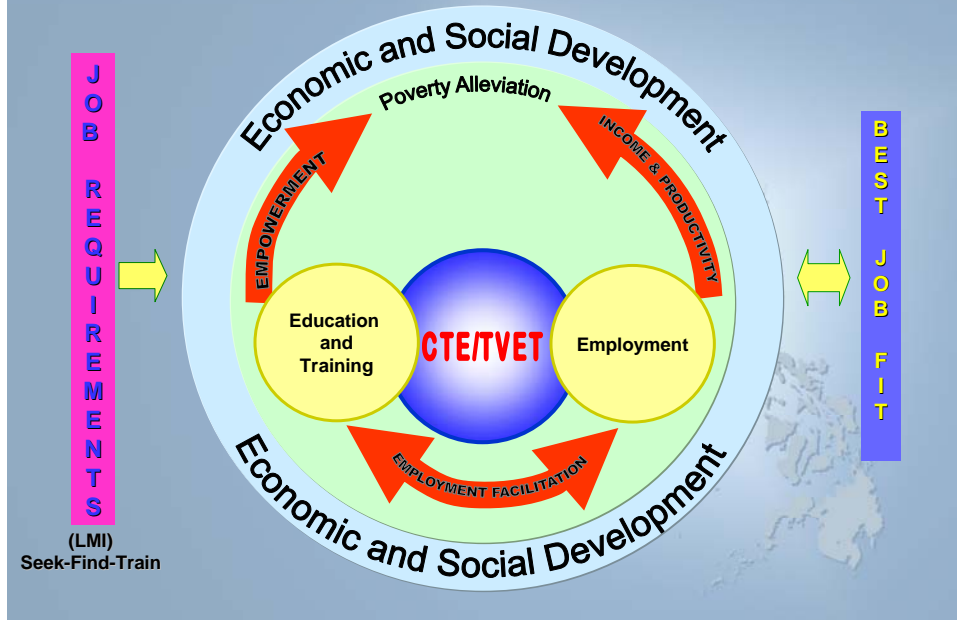 Economic and Social Development
Poverty Alleviation
JOB REQUIREMENTS
(LMI)
Seek-Find-Train
EMPOWERMENT
INCOME & PRODUCTIVITY
BEST JOB FIT
Education
and
Training
CTE/TVET
Employment
EMPLOYMENT FACILITATION
Economic and Social Development